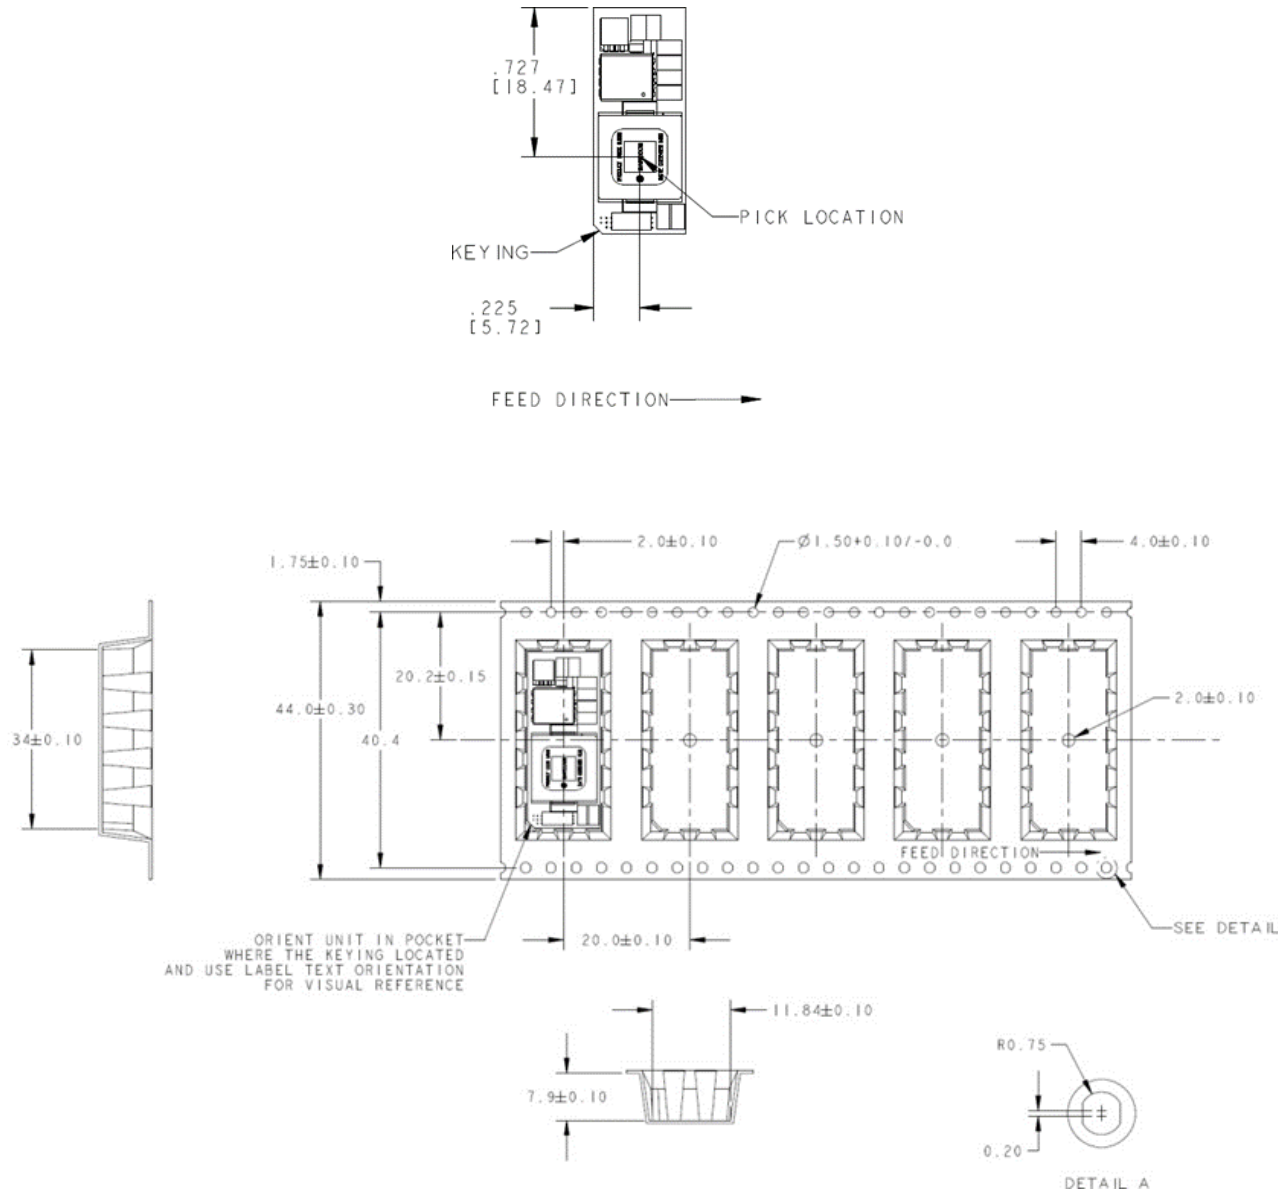 .727
[18.47]
PICK LOCATION
KEYING
.225
[5.72]
FEED DIRECTION
2.0±0.10
Ø1.50+0.10/-0.0
4.0±0.10
1.75±0.10
20.2±0.15
2.0±0.10
44.0±0.30
34±0.10
40.4
FEED DIRECTION
SEE DETAIL
ORIENT UNIT IN POCKET
WHERE THE KEYING LOCATED
AND USE LABEL TEXT ORIENTATION
FOR VISUAL REFERENCE
20.0±0.10
11.84±0.10
7.9±0.10
R0.75
0.20
DETAIL A